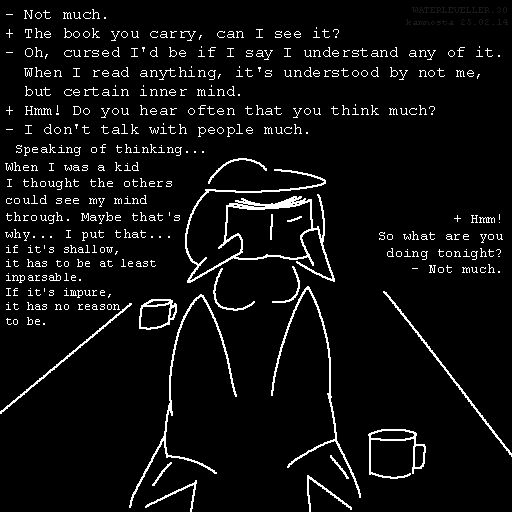 WATERLEVELLER.30
kamnosta 25.02.14
- Not much.
+ The book you carry, can I see it?
- Oh, cursed I'd be if I say I understand any of it.
When I read anything, it's understood by not me,
but certain inner mind.
+ Hmm! Do you hear often that you think much?
- I don't talk with people much.
Speaking of thinking...
When I was a kid
I thought the others
could see my mind
through. Maybe that's
why... I put that...
if it's shallow,
it has to be at least
inparsable.
If it's impure,
it has no reason
to be.
+ Hmm!
So what are you
doing tonight?
- Not much.